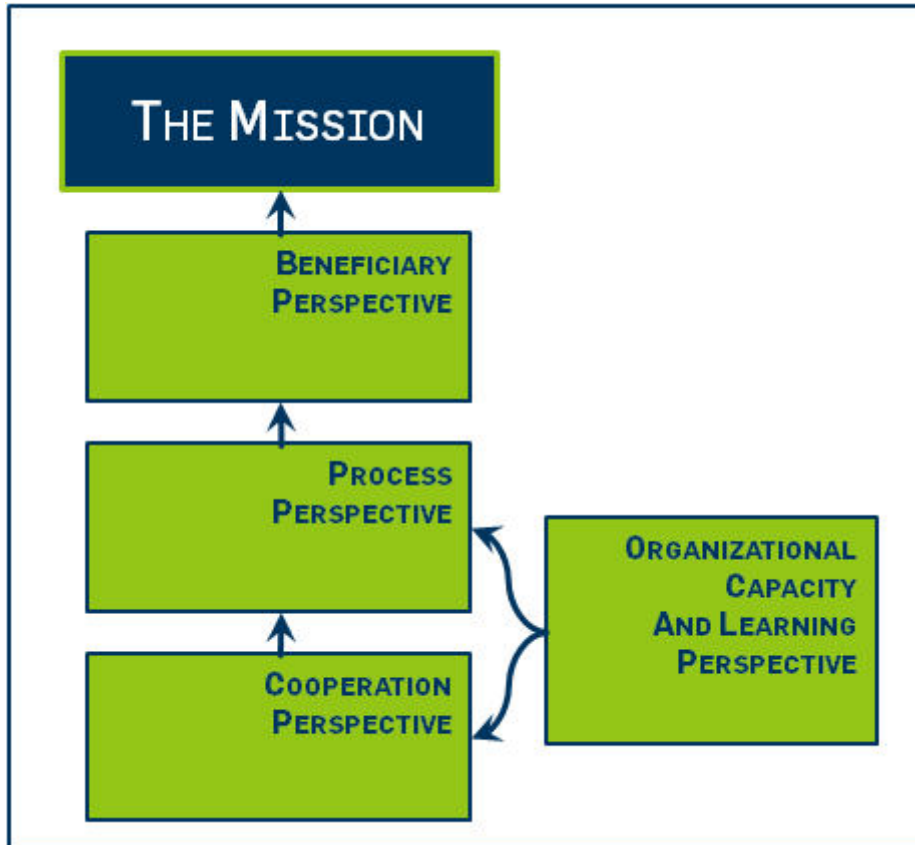 The Mission
Beneficiary
Perspective
Process
Perspective
Organizational
Capacity
And Learning
Perspective
Cooperation
Perspective